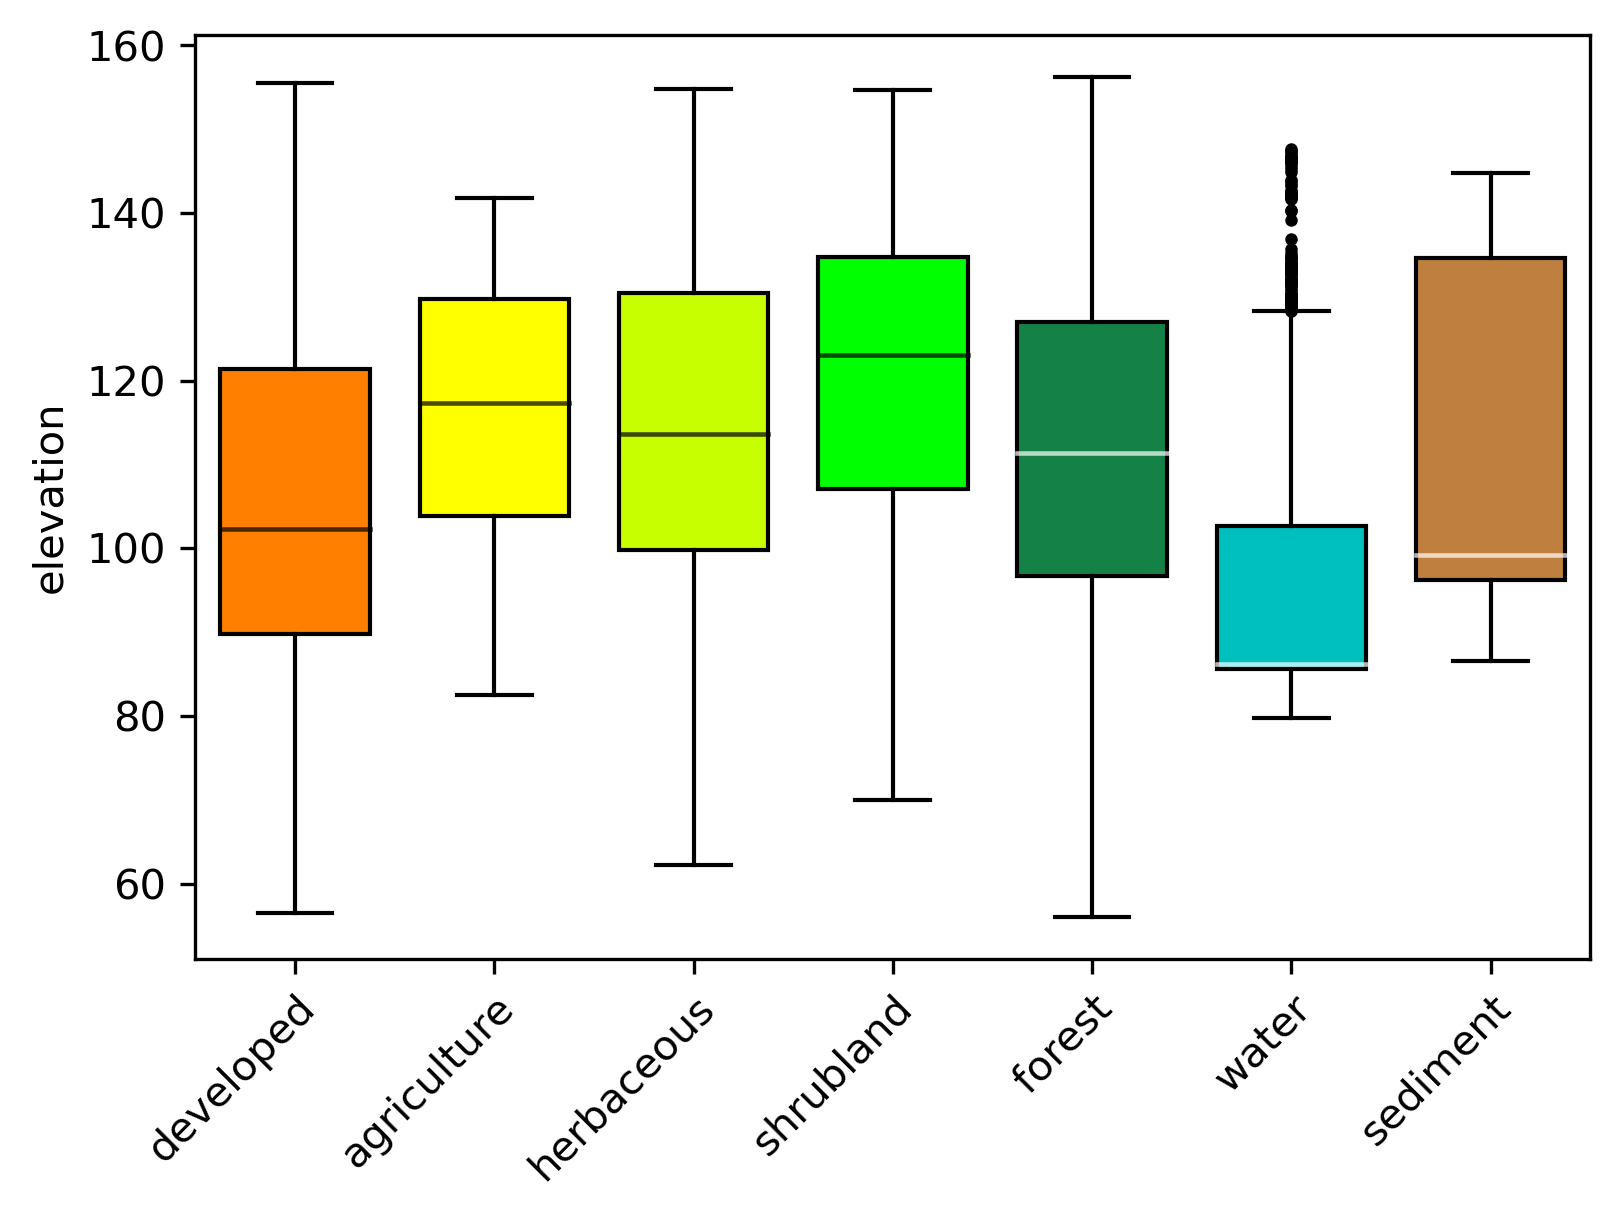 160
140
120
100
80
60
elevation
developed
agriculture
herbaceous
shrubland
forest
water
sediment